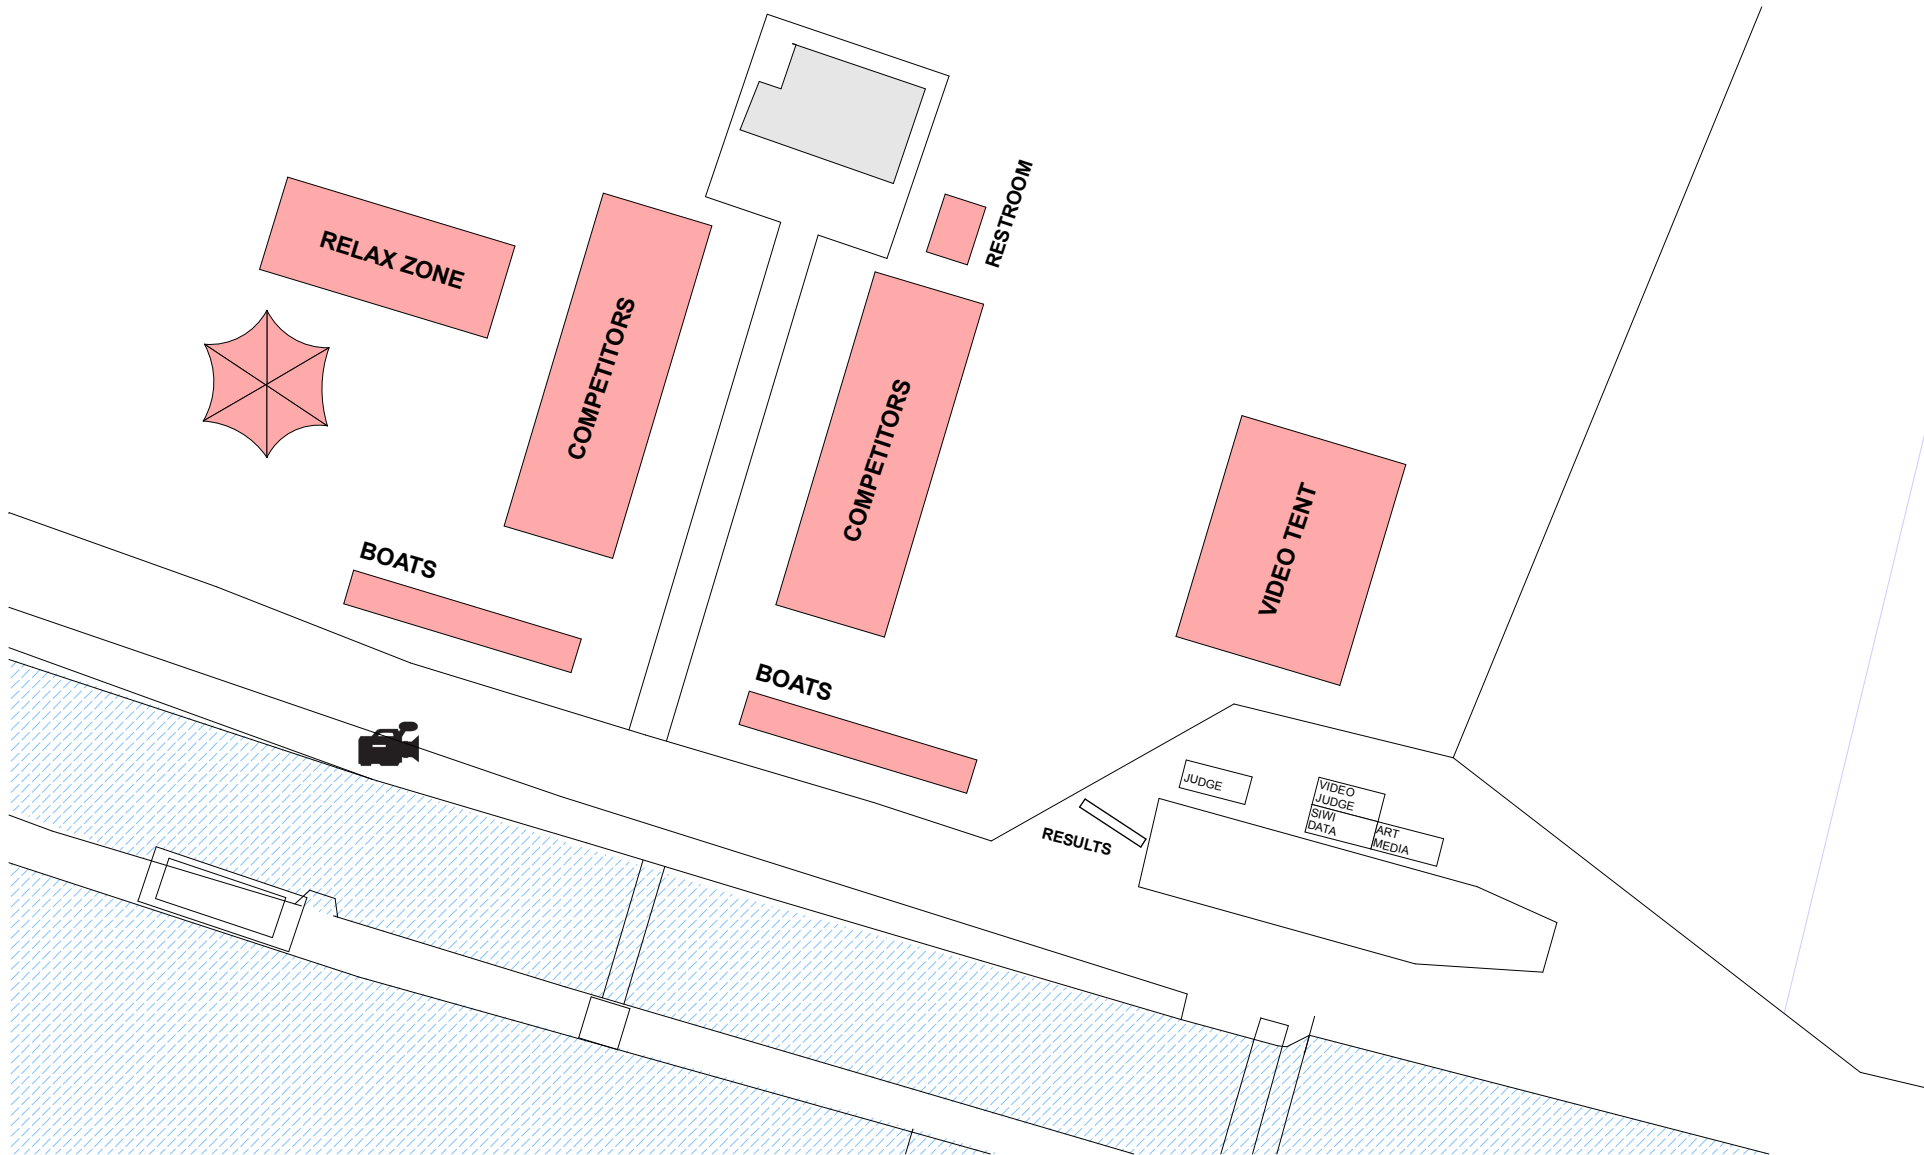 RESTROOM
RELAX ZONE
COMPETITORS
COMPETITORS
VIDEO TENT
BOATS
BOATS
JUDGE
VIDEO
JUDGE
SIWI
DATA
ART
MEDIA
RESULTS